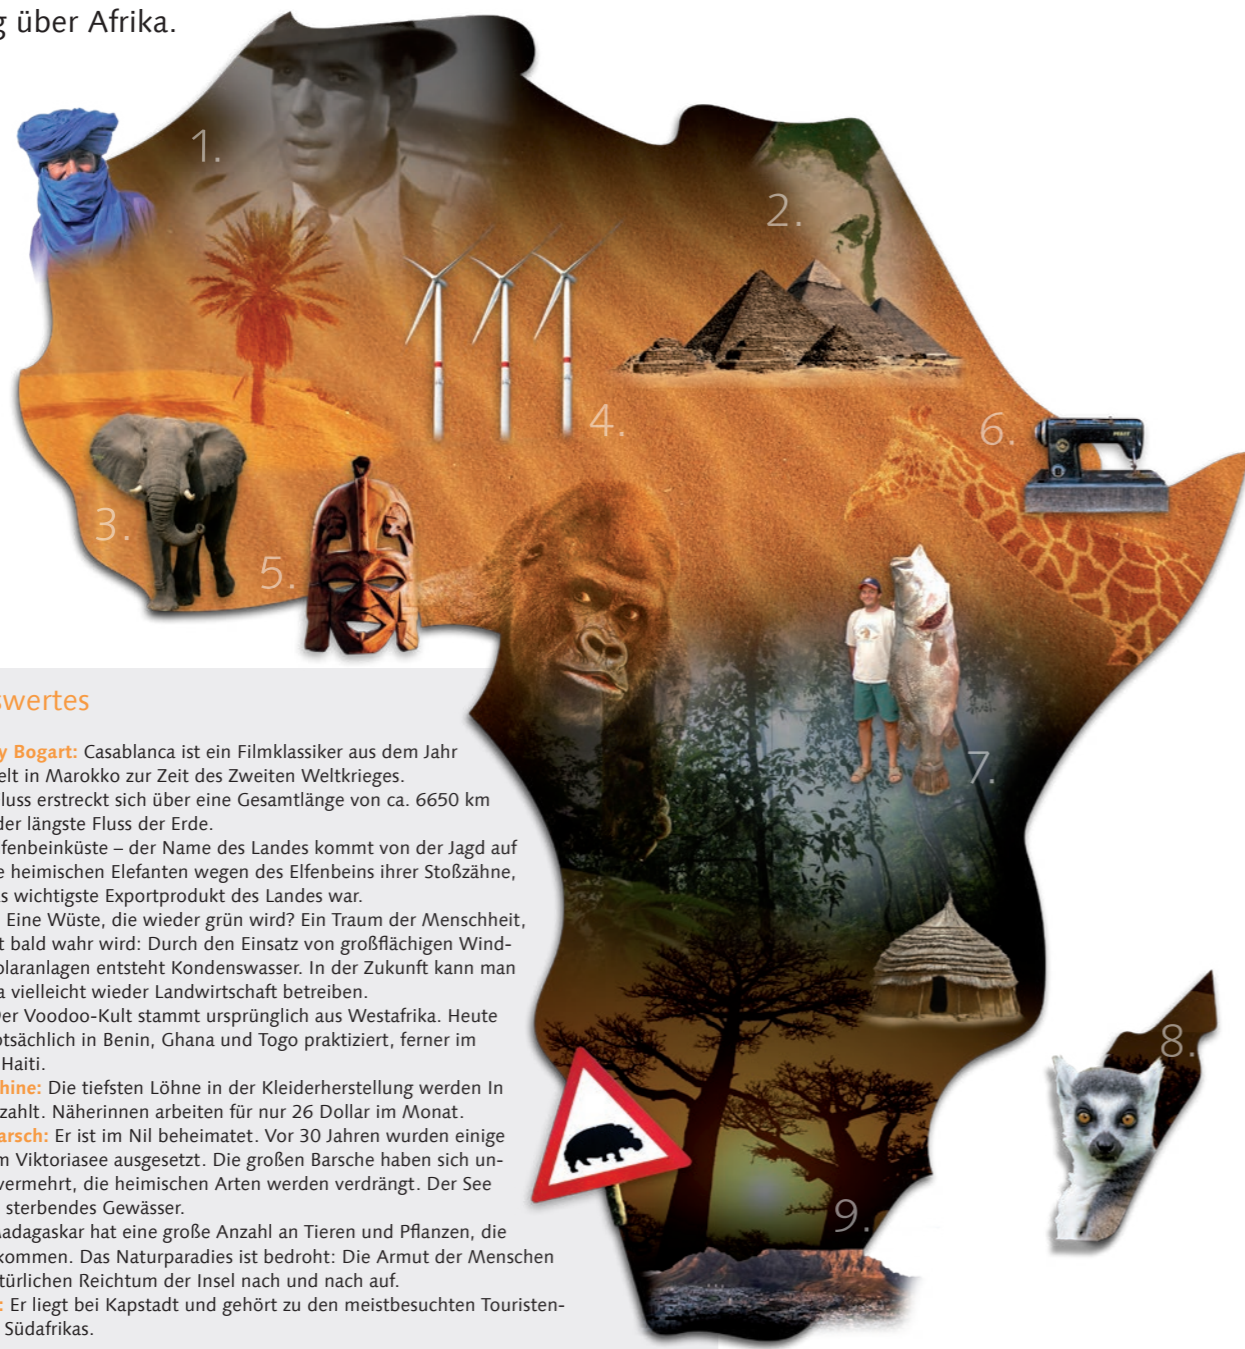 g über Afrika.
1.
2.
3.
4.
5.
6.
7.
8.
9.
swertes
y Bogart: Casablanca ist ein Filmklassiker aus dem Jahr
elt in Marokko zur Zeit des Zweiten Weltkrieges.
luss erstreckt sich über eine Gesamtlänge von ca. 6650 km
der längste Fluss der Erde.
fenbeinküste – der Name des Landes kommt von der Jagd auf
e heimischen Elefanten wegen des Elfenbeins ihrer Stoßzähne,
s wichtigste Exportprodukt des Landes war.
Eine Wüste, die wieder grün wird? Ein Traum der Menschheit,
t bald wahr wird: Durch den Einsatz von großflächigen Wind-
olaranlagen entsteht Kondenswasser. In der Zukunft kann man
a vielleicht wieder Landwirtschaft betreiben.
Der Voodoo-Kult stammt ursprünglich aus Westafrika. Heute
ptsächlich in Benin, Ghana und Togo praktiziert, ferner im
Haiti.
hine: Die tiefsten Löhne in der Kleiderherstellung werden In
zahlt. Näherinnen arbeiten für nur 26 Dollar im Monat.
arsch: Er ist im Nil beheimatet. Vor 30 Jahren wurden einige
m Viktoriasee ausgesetzt. Die großen Barsche haben sich un-
vermehrt, die heimischen Arten werden verdrängt. Der See
sterbendes Gewässer.
Madagaskar hat eine große Anzahl an Tieren und Pflanzen, die
kommen. Das Naturparadies ist bedroht: Die Armut der Menschen
türlichen Reichtum der Insel nach und nach auf.
: Er liegt bei Kapstadt und gehört zu den meistbesuchten Touristen-
Südafrikas.